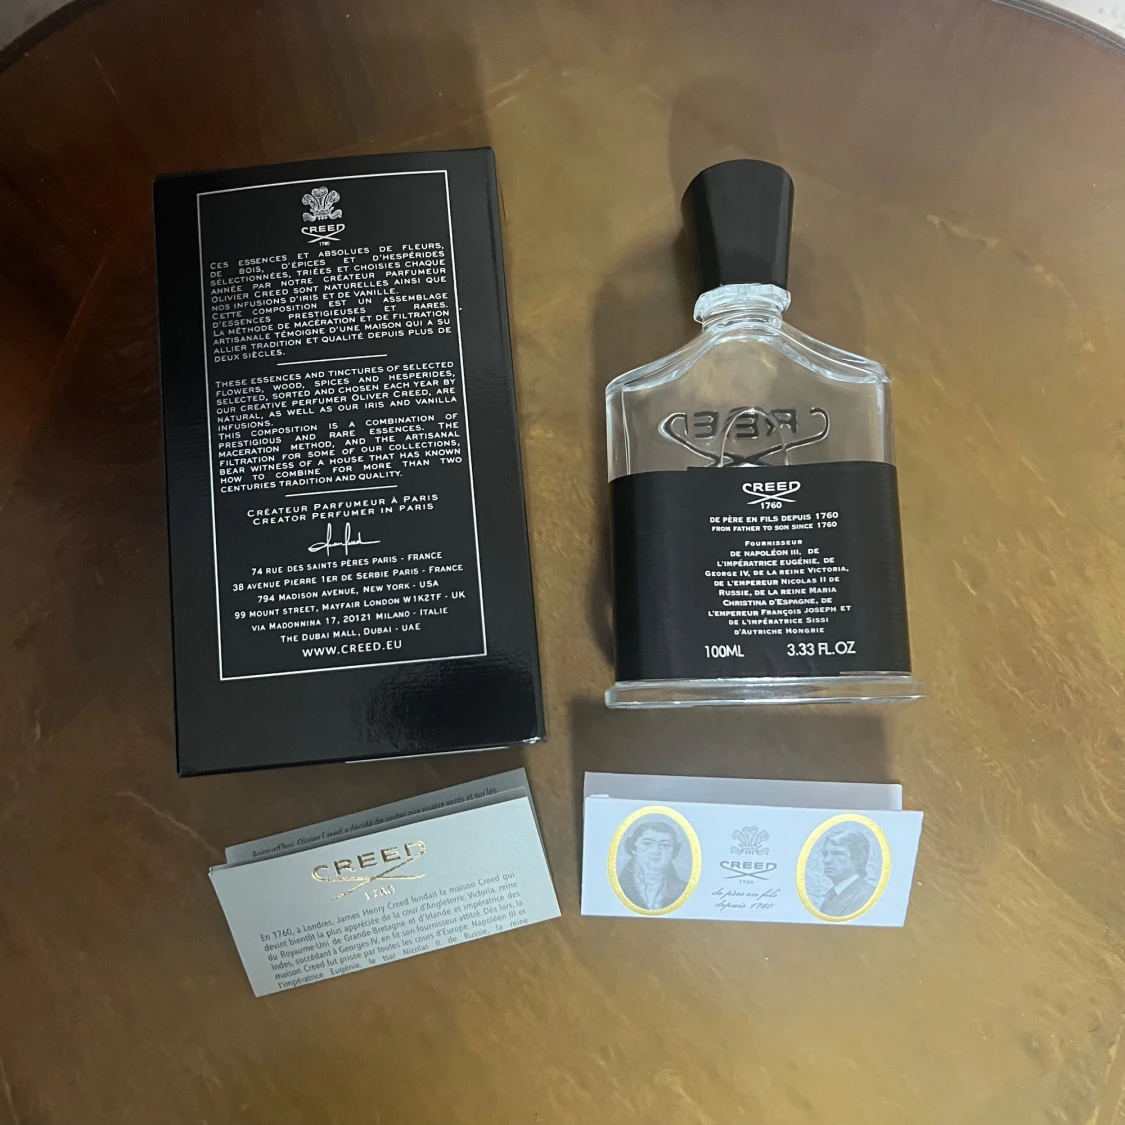 CREED
1760
CES ESSENCES ET ABSOLUES DE FLEURS,
DE BOIS, D'ÉPICES ET D'HESPÉRIDES
SÉLECTIONNÉES, TRIÉES ET CHOISIES CHAQUE
ANNÉE PAR NOTRE CRÉATEUR PARFUMEUR
OLIVIER CREED SONT NATURELLES AINSI QUE
NOS INFUSIONS D'IRIS ET DE VANILLE.
CETTE COMPOSITION EST UN ASSEMBLAGE
D'ESSENCES PRESTIGIEUSES ET RARES.
LA MÉTHODE DE MACÉRATION ET DE FILTRATION
ARTISANALE TÉMOIGNE D'UNE MAISON QUI A SU
ALLIER TRADITION ET QUALITÉ DEPUIS PLUS DE
DEUX SIÈCLES.
THESE ESSENCES AND TINCTURES OF SELECTED
FLOWERS, WOOD, SPICES AND HESPERIDES,
SELECTED, SORTED AND CHOSEN EACH YEAR BY
OUR CREATIVE PERFUMER OLIVER CREED, ARE
NATURAL, AS WELL AS OUR IRIS AND VANILLA
INFUSIONS.
THIS COMPOSITION IS A COMBINATION OF
PRESTIGIOUS AND RARE ESSENCES. THE
MACERATION METHOD, AND THE ARTISANAL
FILTRATION FOR SOME OF OUR COLLECTIONS,
BEAR WITNESS OF A HOUSE THAT HAS KNOWN
HOW TO COMBINE FOR MORE THAN TWO
CENTURIES TRADITION AND QUALITY.
CRÉATEUR PARFUMEUR À PARIS
CREATOR PERFUMER IN PARIS
74 RUE DES SAINTS PÈRES PARIS - FRANCE
38 AVENUE PIERRE 1ER DE SERBIE PARIS - FRANCE
794 MADISON AVENUE, NEW YORK - USA
99 MOUNT STREET, MAYFAIR LONDON W1K2TF - UK
VIA MADONNINA 17, 20121 MILANO - ITALIE
THE DUBAI MALL, DUBAI - UAE
WWW.CREED.EU
CREED
CREED
1760
DE PÈRE EN FILS DEPUIS 1760
FROM FATHER TO SON SINCE 1760
FOURNISSEUR
DE NAPOLÉON III, DE
L'IMPÉRATRICE EUGÉNIE, DE
GEORGE IV, DE LA REINE VICTORIA,
DE L'EMPEREUR NICOLAS II DE
RUSSIE, DE LA REINE MARIA
CHRISTINA D'ESPAGNE, DE
L'EMPEREUR FRANÇOIS JOSEPH ET
DE L'IMPÉRATRICE SISSI
D'AUTRICHE HONGRIE
100ML 3.33 FL.OZ
Aujourd'hui, Olivier Creed a décidé de porter aux quatre vents et sur les
CREED
1760
En 1760, à Londres, James Henry Creed fondait la maison Creed qui
devint bientôt la plus appréciée de la cour d'Angleterre. Victoria, reine
du Royaume-Uni de Grande-Bretagne et d'Irlande et impératrice des
Indes, succédant à Georges IV, en fit son fournisseur attitré. Dès lors, la
maison Creed fut prisée par toutes les cours d'Europe. Napoléon III et
l'impératrice Eugénie, le tsar Nicolas II de Russie, la reine
CREED
1760
de père en fils
depuis 1760